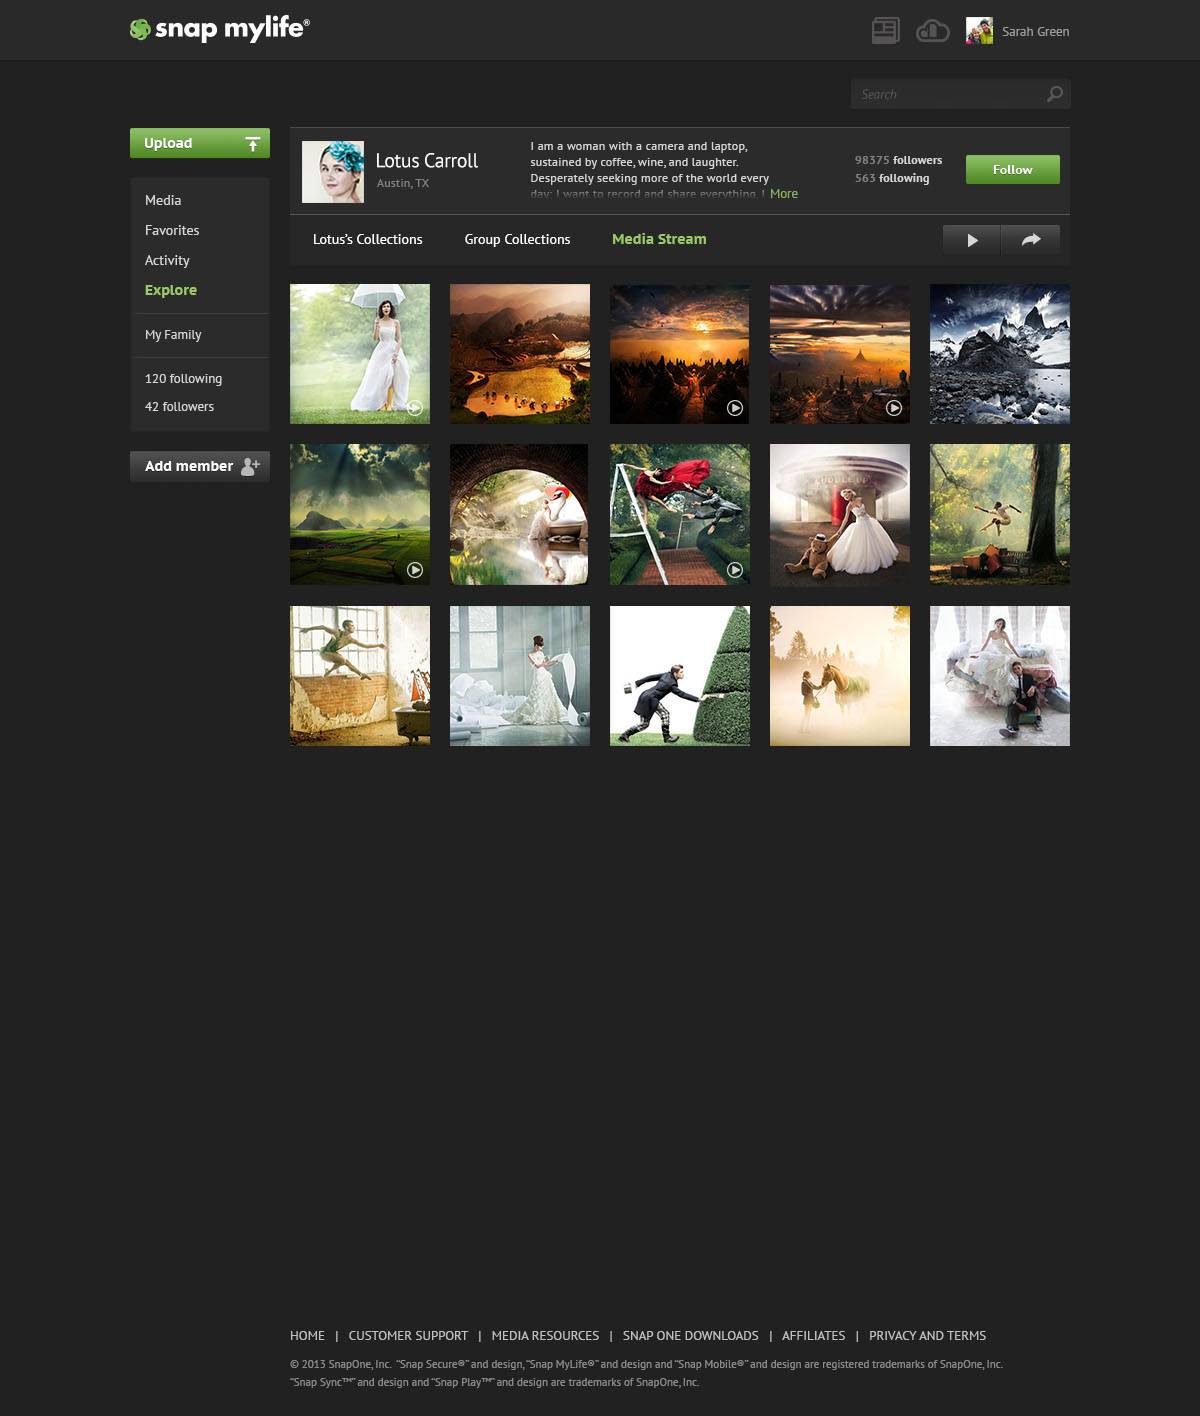 snap mylife®
Sarah Green
Search
Upload
Media
Favorites
Activity
Explore
My Family
120 following
42 followers
Add member
Lotus Carroll
Austin, TX
I am a woman with a camera and laptop,
sustained by coffee, wine, and laughter.
Desperately seeking more of the world every
day; I want to record and share everything. I More
98375 followers
563 following
Follow
Lotus's Collections
Group Collections
Media Stream
HOME | CUSTOMER SUPPORT | MEDIA RESOURCES | SNAP ONE DOWNLOADS | AFFILIATES | PRIVACY AND TERMS
© 2013 SnapOne, Inc. "Snap Secure®" and design, "Snap MyLife®" and design and "Snap Mobile®" and design are registered trademarks of SnapOne, Inc.
"Snap Sync™" and design and "Snap Play™" and design are trademarks of SnapOne, Inc.